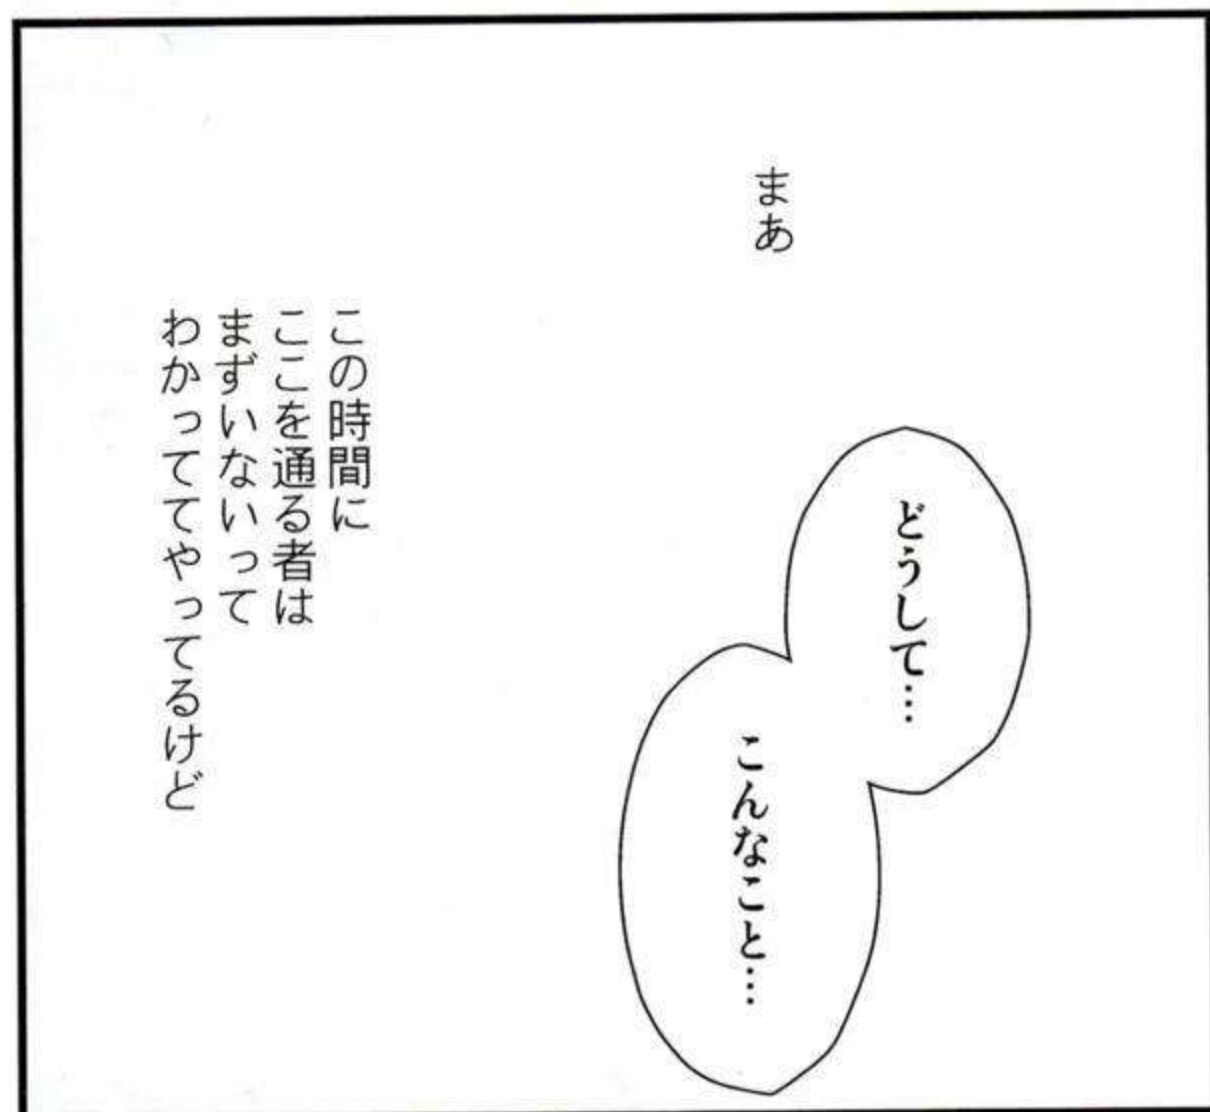 どうして…
こんなこと…
まあ
この時間に
ここを通る者は
まずいないって
わかっててやってるけど